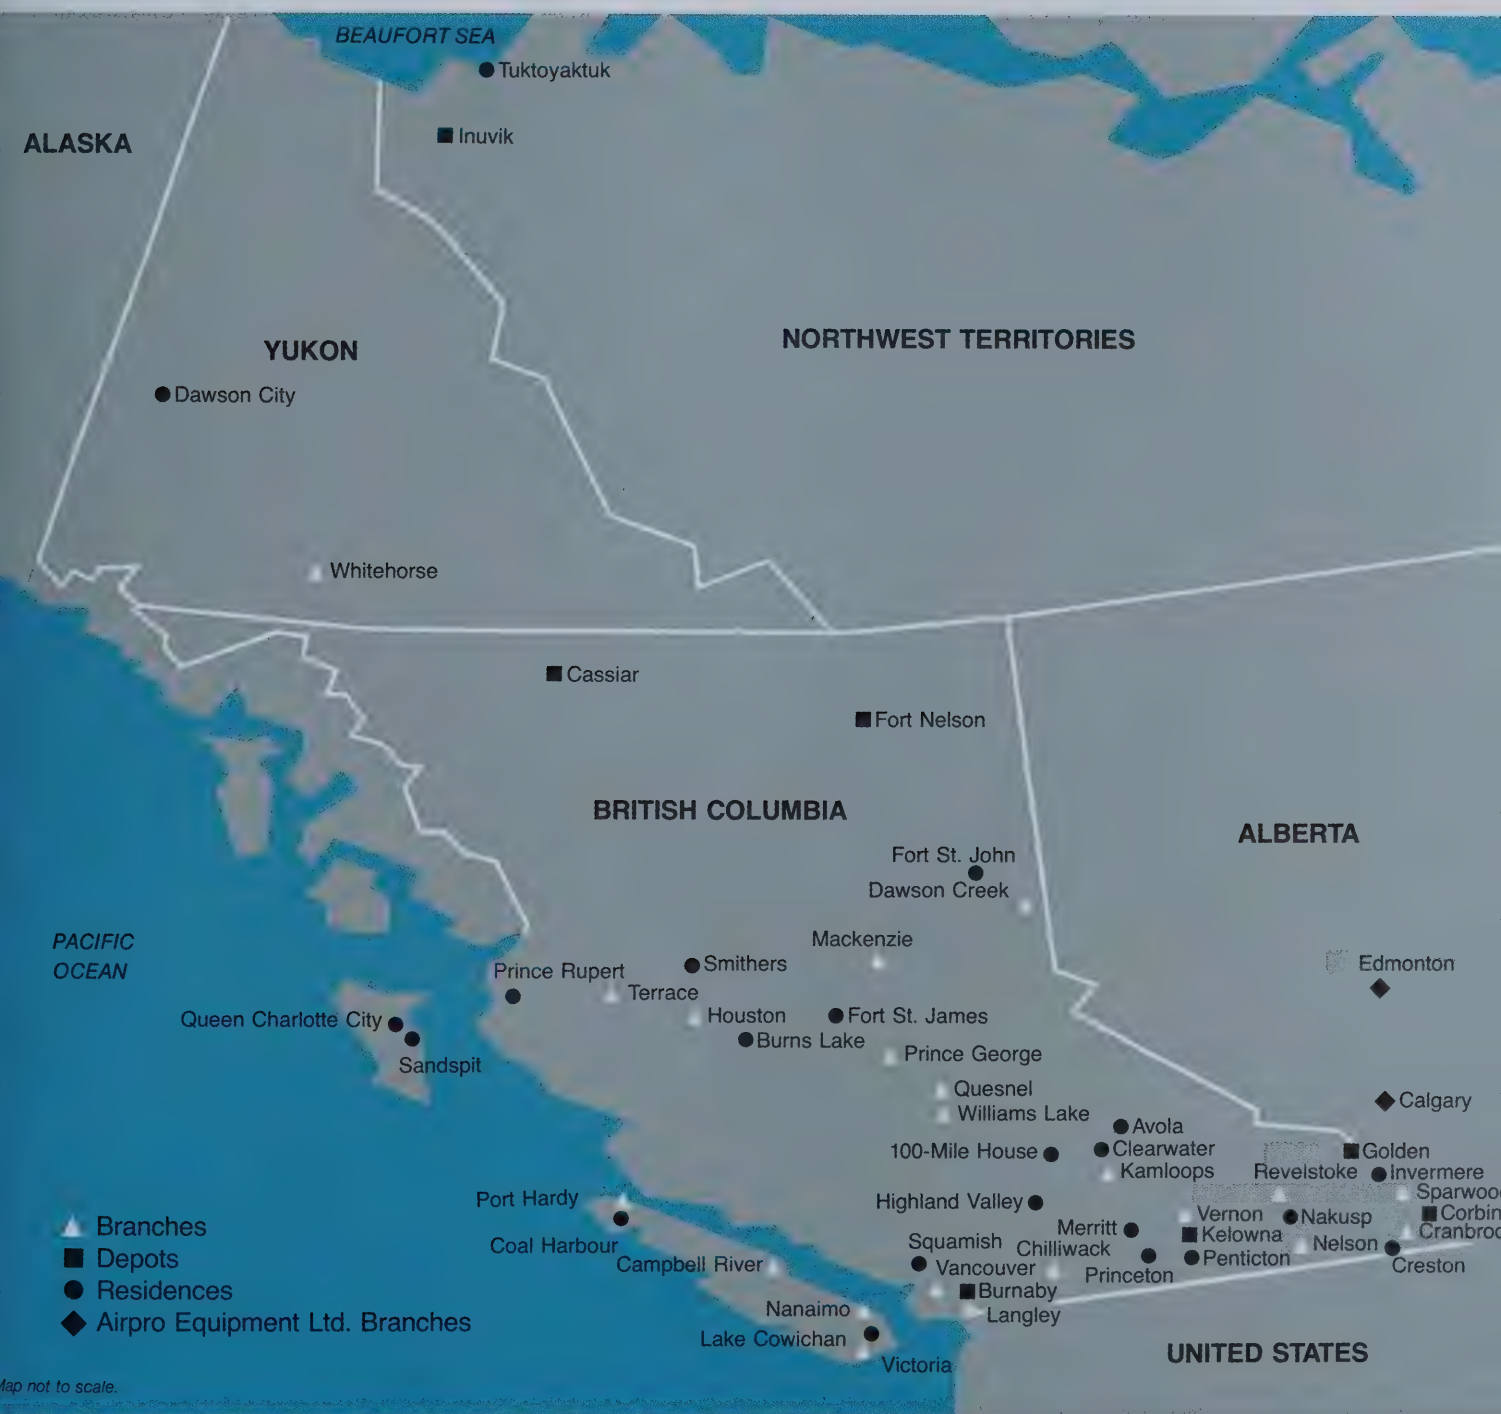 BEAUFORT SEA
Tuktoyaktuk
ALASKA
Inuvik
NORTHWEST TERRITORIES
YUKON
Dawson City
Whitehorse
Cassiar
Fort Nelson
BRITISH COLUMBIA
ALBERTA
Fort St. John
Dawson Creek
Mackenzie
PACIFIC
OCEAN
Edmonton
Smithers
Prince Rupert
Terrace
Queen Charlotte City
Houston
Fort St. James
Burns Lake
Sandspit
Prince George
Quesnel
Williams Lake
Calgary
Avola
100-Mile House
Clearwater
Golden
Kamloops
Revelstoke
Invermere
Port Hardy
Highland Valley
Sparwood
Vernon
Nakusp
Corbin
Merritt
Kelowna
Cranbroo
Coal Harbour
Squamish
Chilliwack
Nelson
Campbell River
Vancouver
Penticton
Creston
Princeton
Burnaby
Nanaimo
Langley
Lake Cowichan
Victoria
UNITED STATES
Branches
Depots
Residences
Airpro Equipment Ltd. Branches
Map not to scale.